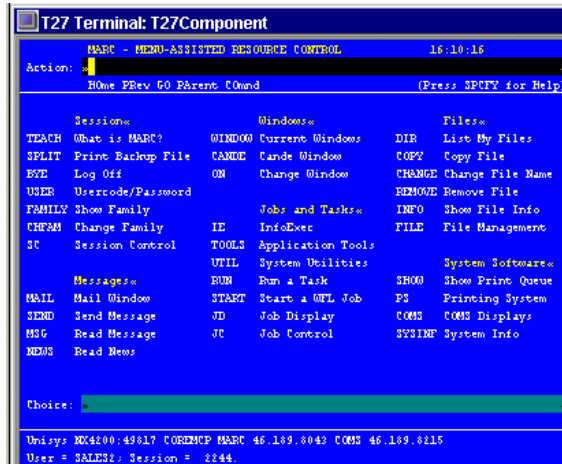 T27 Terminal: T27Component
MARC - MENU-ASSISTED RESOURCE CONTROL 16:10:16
Action: »
HOme PRev GO PArent COmnd (Press SPCFY for Help)
Session« Windows« Files«
TEACH What is MARC? WINDOW Current Windows DIR List My Files
SPLIT Print Backup File CANDE Cande Window COPY Copy File
BYE Log Off ON Change Window CHANGE Change File Name
USER Usercode/Password REMOVE Remove File
FAMILY Show Family Jobs and Tasks« INFO Show File Info
CHFAM Change Family IE InfoExec FILE File Management
SC Session Control TOOLS Application Tools
UTIL System Utilities System Software«
Messages« RUN Run a Task SHOW Show Print Queue
MAIL Mail Window START Start a WFL Job PS Printing System
SEND Send Message JD Job Display COMS COMS Displays
MSG Read Message JC Job Control SYSINF System Info
NEWS Read News
Choice: »
Unisys NX4200:49817 COREMCP MARC 46.189.8043 COMS 46.189.8215
User = SALES2; Session = 2244.